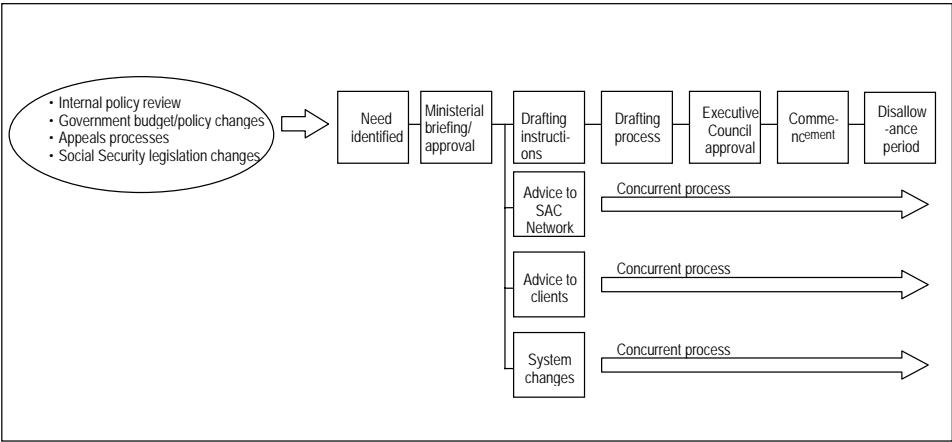 • Internal policy review
• Government budget/policy changes
• Appeals processes
• Social Security legislation changes
Need
identified
Ministerial
briefing/
approval
Drafting
instructi-
ons
Drafting
process
Executive
Council
approval
Comme-
ncement
Disallow
-ance
period
Advice to
SAC
Network
Concurrent process
Advice to
clients
Concurrent process
System
changes
Concurrent process